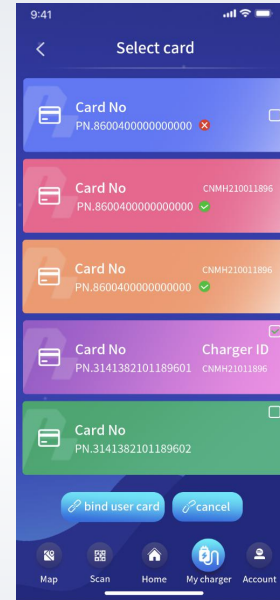 9:41
Select card
Card No
PN.8600400000000000
Card No
CNMH210011896
PN.8600400000000000
Card No
CNMH210011896
PN.8600400000000000
Card No Charger ID
PN.3141382101189601 CNMH21011896
Card No
PN.3141382101189602
bind user card cancel
Map Scan Home My charger Account